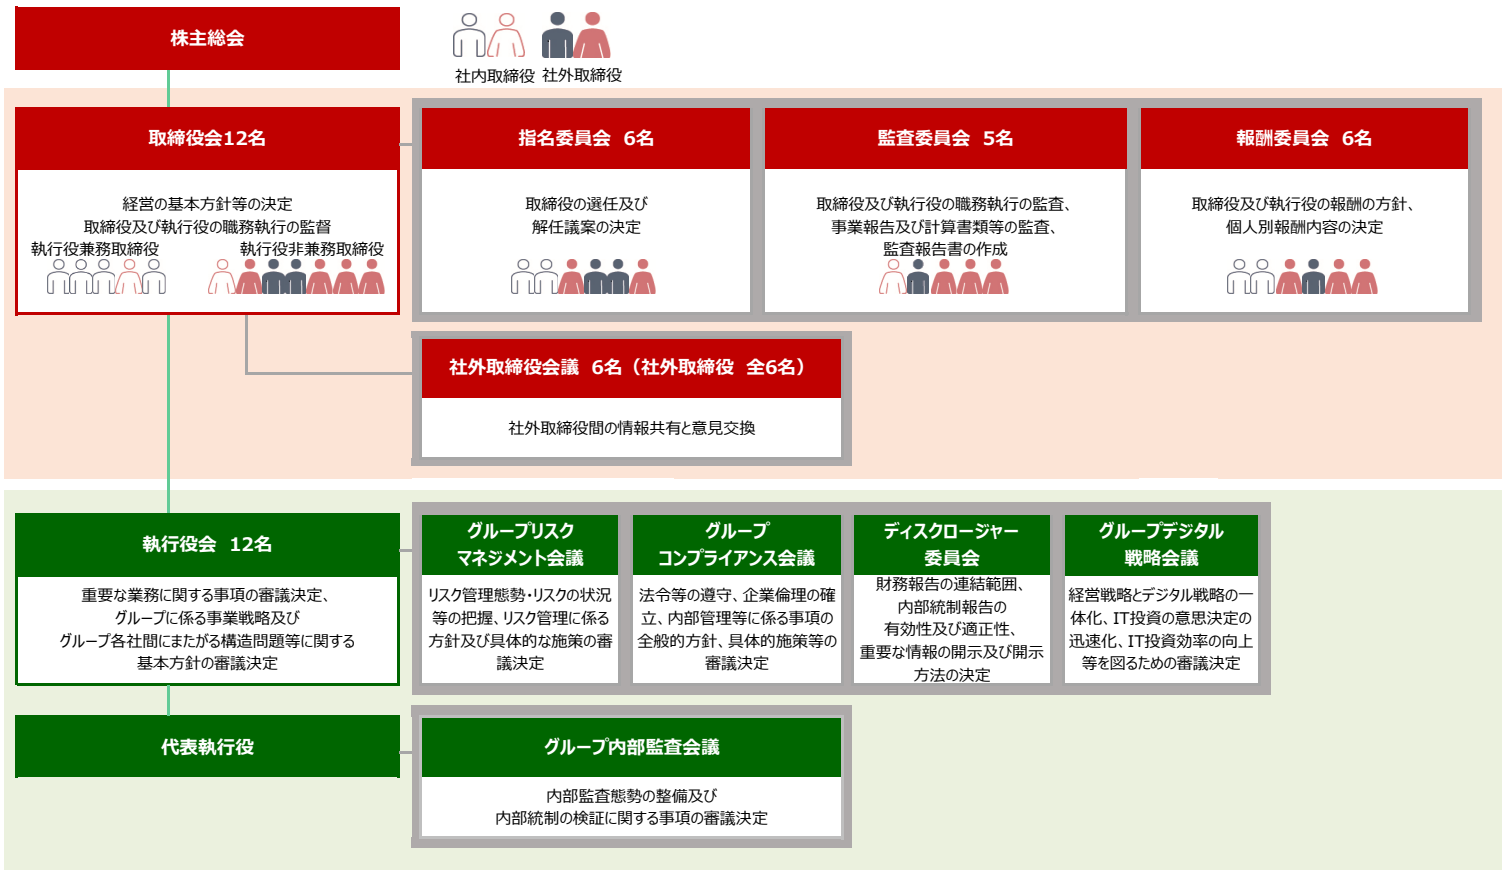 株主総会
社内取締役 社外取締役
取締役会12名
経営の基本方針等の決定
取締役及び執行役の職務執行の監督
執行役兼務取締役
執行役非兼務取締役
指名委員会 6名
取締役の選任及び
解任議案の決定
監査委員会 5名
取締役及び執行役の職務執行の監査、
事業報告及び計算書類等の監査、
監査報告書の作成
報酬委員会 6名
取締役及び執行役の報酬の方針、
個人別報酬内容の決定
社外取締役会議 6名（社外取締役 全6名）
社外取締役間の情報共有と意見交換
執行役会 12名
重要な業務に関する事項の審議決定、
グループに係る事業戦略及び
グループ各社間にまたがる構造問題等に関する
基本方針の審議決定
グループリスク
マネジメント会議
リスク管理態勢・リスクの状況
等の把握、リスク管理に係る
方針及び具体的な施策の審
議決定
グループ
コンプライアンス会議
法令等の遵守、企業倫理の確
立、内部管理等に係る事項の
全般的方針、具体的施策等の
審議決定
ディスクロージャー
委員会
財務報告の連結範囲、
内部統制報告の
有効性及び適正性、
重要な情報の開示及び開示
方法の決定
グループデジタル
戦略会議
経営戦略とデジタル戦略の一
体化、IT投資の意思決定の
迅速化、IT投資効率の向上
等を図るための審議決定
代表執行役
グループ内部監査会議
内部監査態勢の整備及び
内部統制の検証に関する事項の審議決定